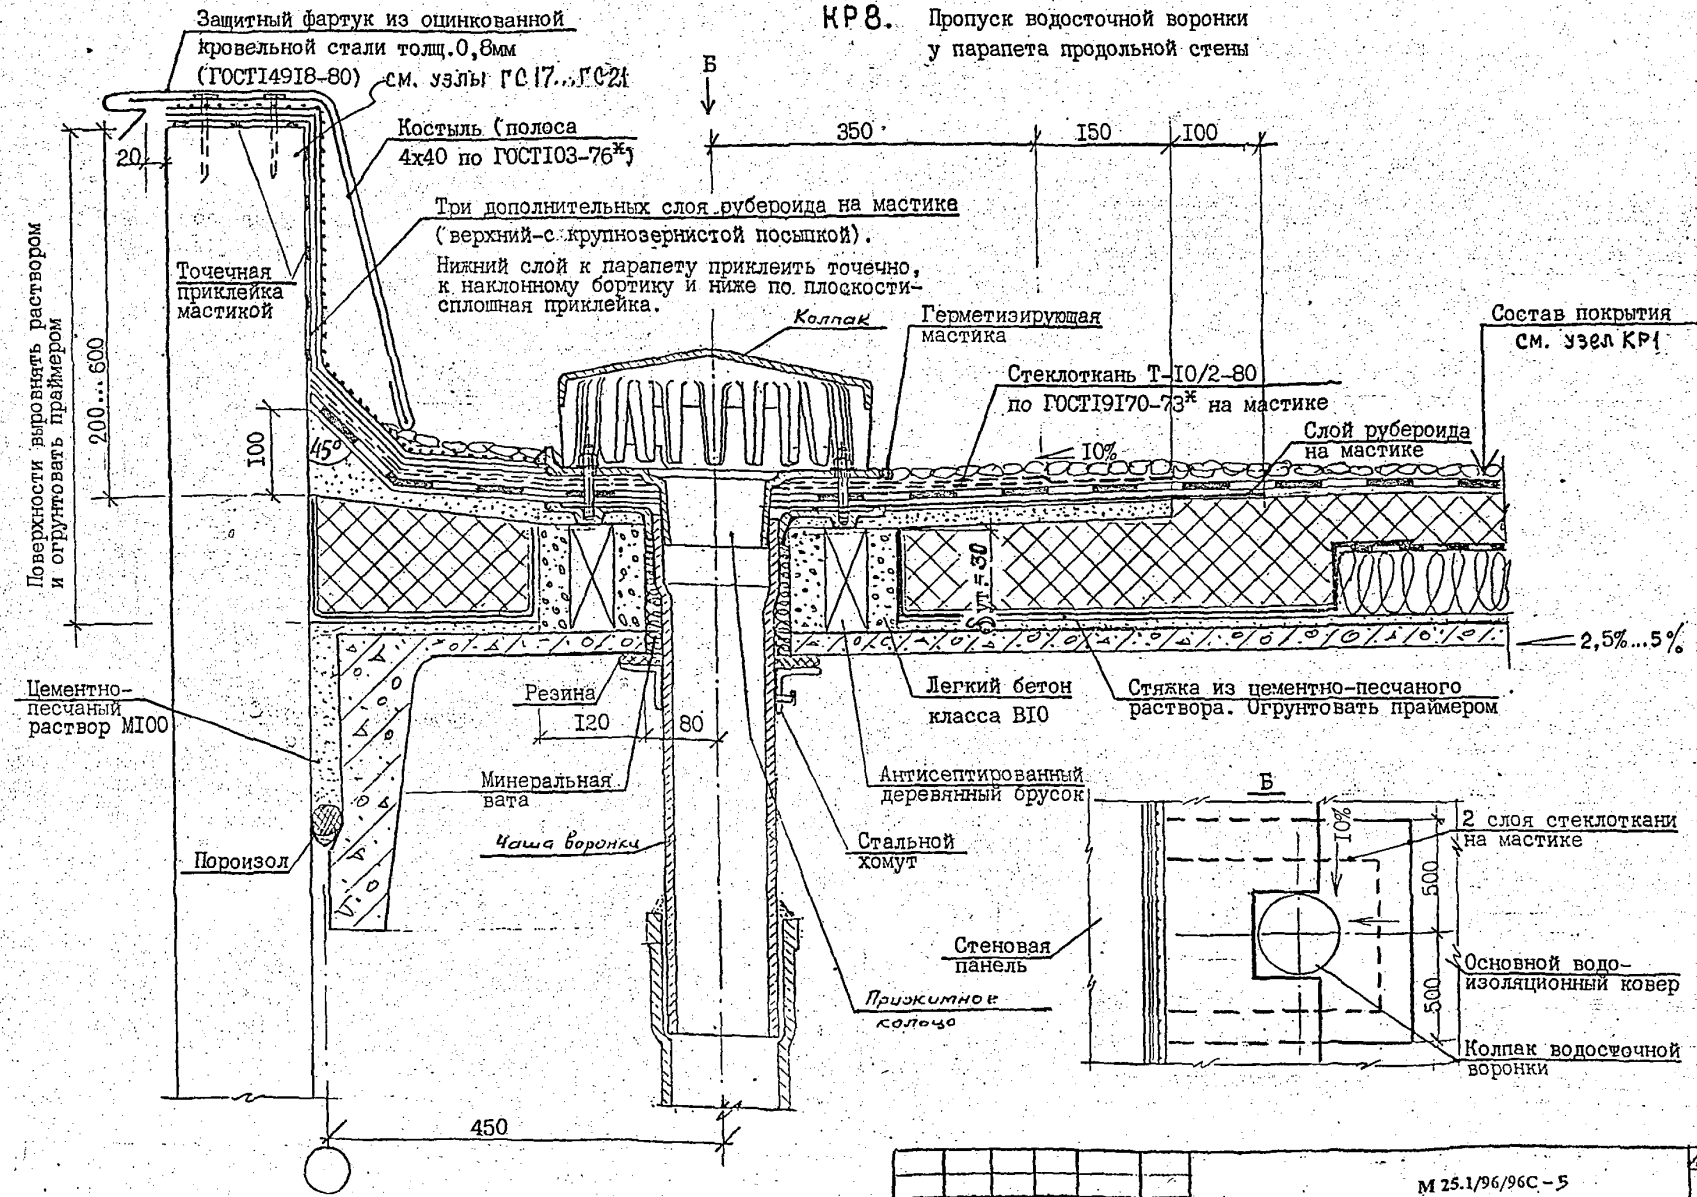 КР8. Пропуск водосточной воронки
у парапета продольной стены
Защитный фартук из оцинкованной
кровельной стали толщ.0,8мм
(ГОСТ14918-80) см. узлы ГС17...ГС21
Б
Костыль (полоса
4х40 по ГОСТ103-76ж)
350
150
100
20
Три дополнительных слоя рубероида на мастике
(верхний-с крупнозернистой посыпкой).
Нижний слой к парапету приклеить точечно,
к наклонному бортику и ниже по плоскости-
сплошная приклейка.
Точечная
приклейка
мастикой
Поверхности выровнять раствором
и огрунтовать праймером
200...600
100
45°
Колпак
Герметизирующая
мастика
Состав покрытия
см. узел КР1
Стеклоткань Т-10/2-80
по ГОСТ19170-73ж на мастике
Слой рубероида
на мастике
10%
δут=30
2,5%...5%
Цементно-
песчаный
раствор М100
Резина
120
80
Легкий бетон
класса В10
Стяжка из цементно-песчаного
раствора. Огрунтовать праймером
Минеральная
вата
Антисептированный
деревянный брусок
Чаша воронки
Стальной
хомут
Пороизол
Прижимное
кольцо
450
Б
10%
2 слоя стеклоткани
на мастике
500
500
Стеновая
панель
Основной водо-
изоляционный ковер
Колпак водосточной
воронки
М 25.1/96/96С-5